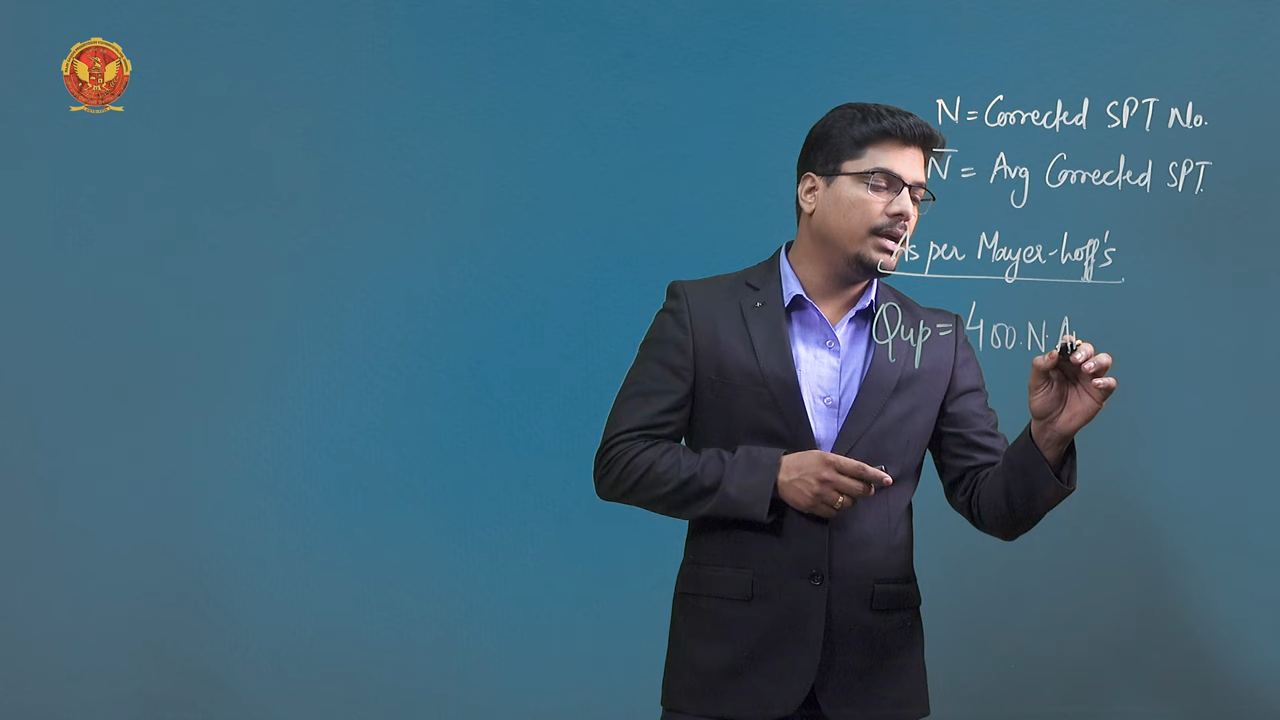 N = Corrected SPT No.
N̅ = Avg Corrected SPT
As per Mayer-hoff's
Qup = 400.N.A